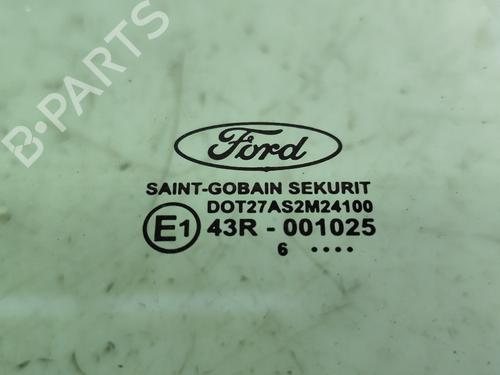 B-PARTS
Ford
SAINT-GOBAIN SEKURIT
DOT27AS2M24100
E1 43R - 001025
6 ....